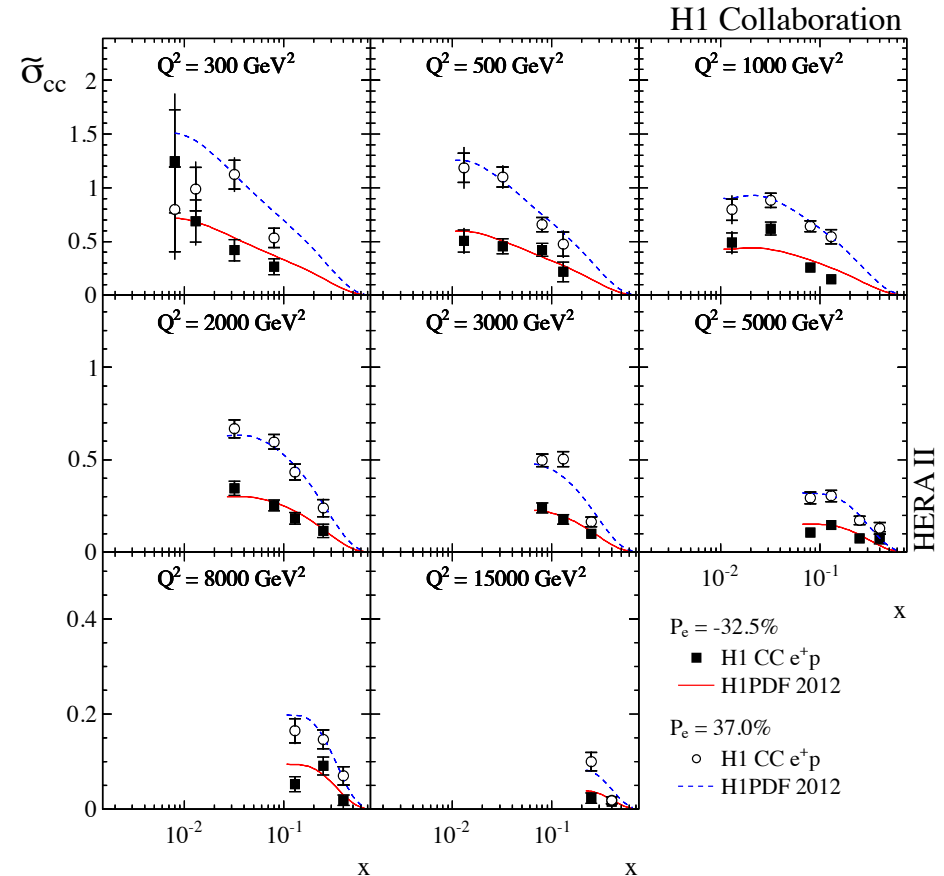 H1 Collaboration
σ̃cc
Q² = 300 GeV²
Q² = 500 GeV²
Q² = 1000 GeV²
2
1.5
1
0.5
0
Q² = 2000 GeV²
Q² = 3000 GeV²
Q² = 5000 GeV²
1
0.5
0
10⁻²
10⁻¹
x
HERA II
Q² = 8000 GeV²
Q² = 15000 GeV²
0.4
0.2
0
10⁻²
10⁻¹
x
10⁻²
10⁻¹
x
Pₑ = -32.5%
H1 CC e⁺p
H1PDF 2012
Pₑ = 37.0%
H1 CC e⁺p
H1PDF 2012